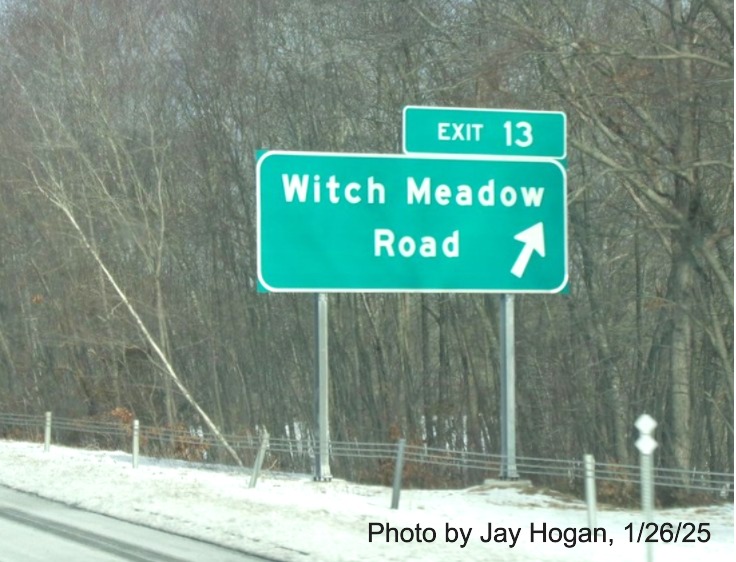 EXIT 13
Witch Meadow
Road
Photo by Jay Hogan, 1/26/25